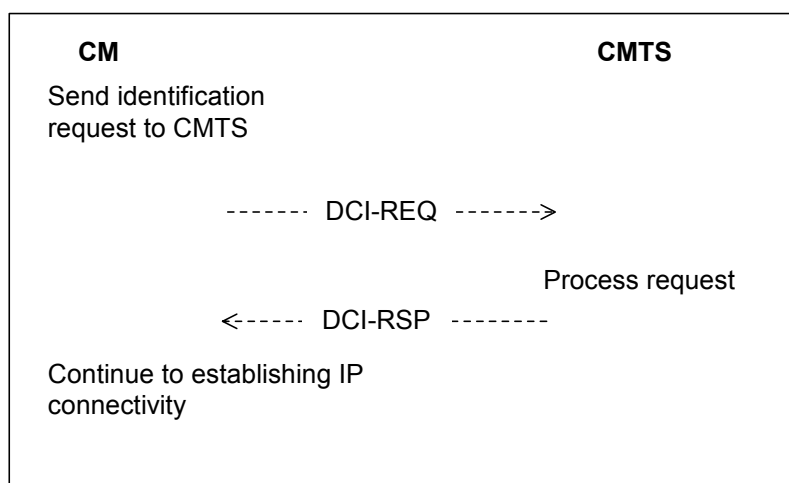 CM CMTS
Send identification
request to CMTS
DCI-REQ
Process request
DCI-RSP
Continue to establishing IP
connectivity